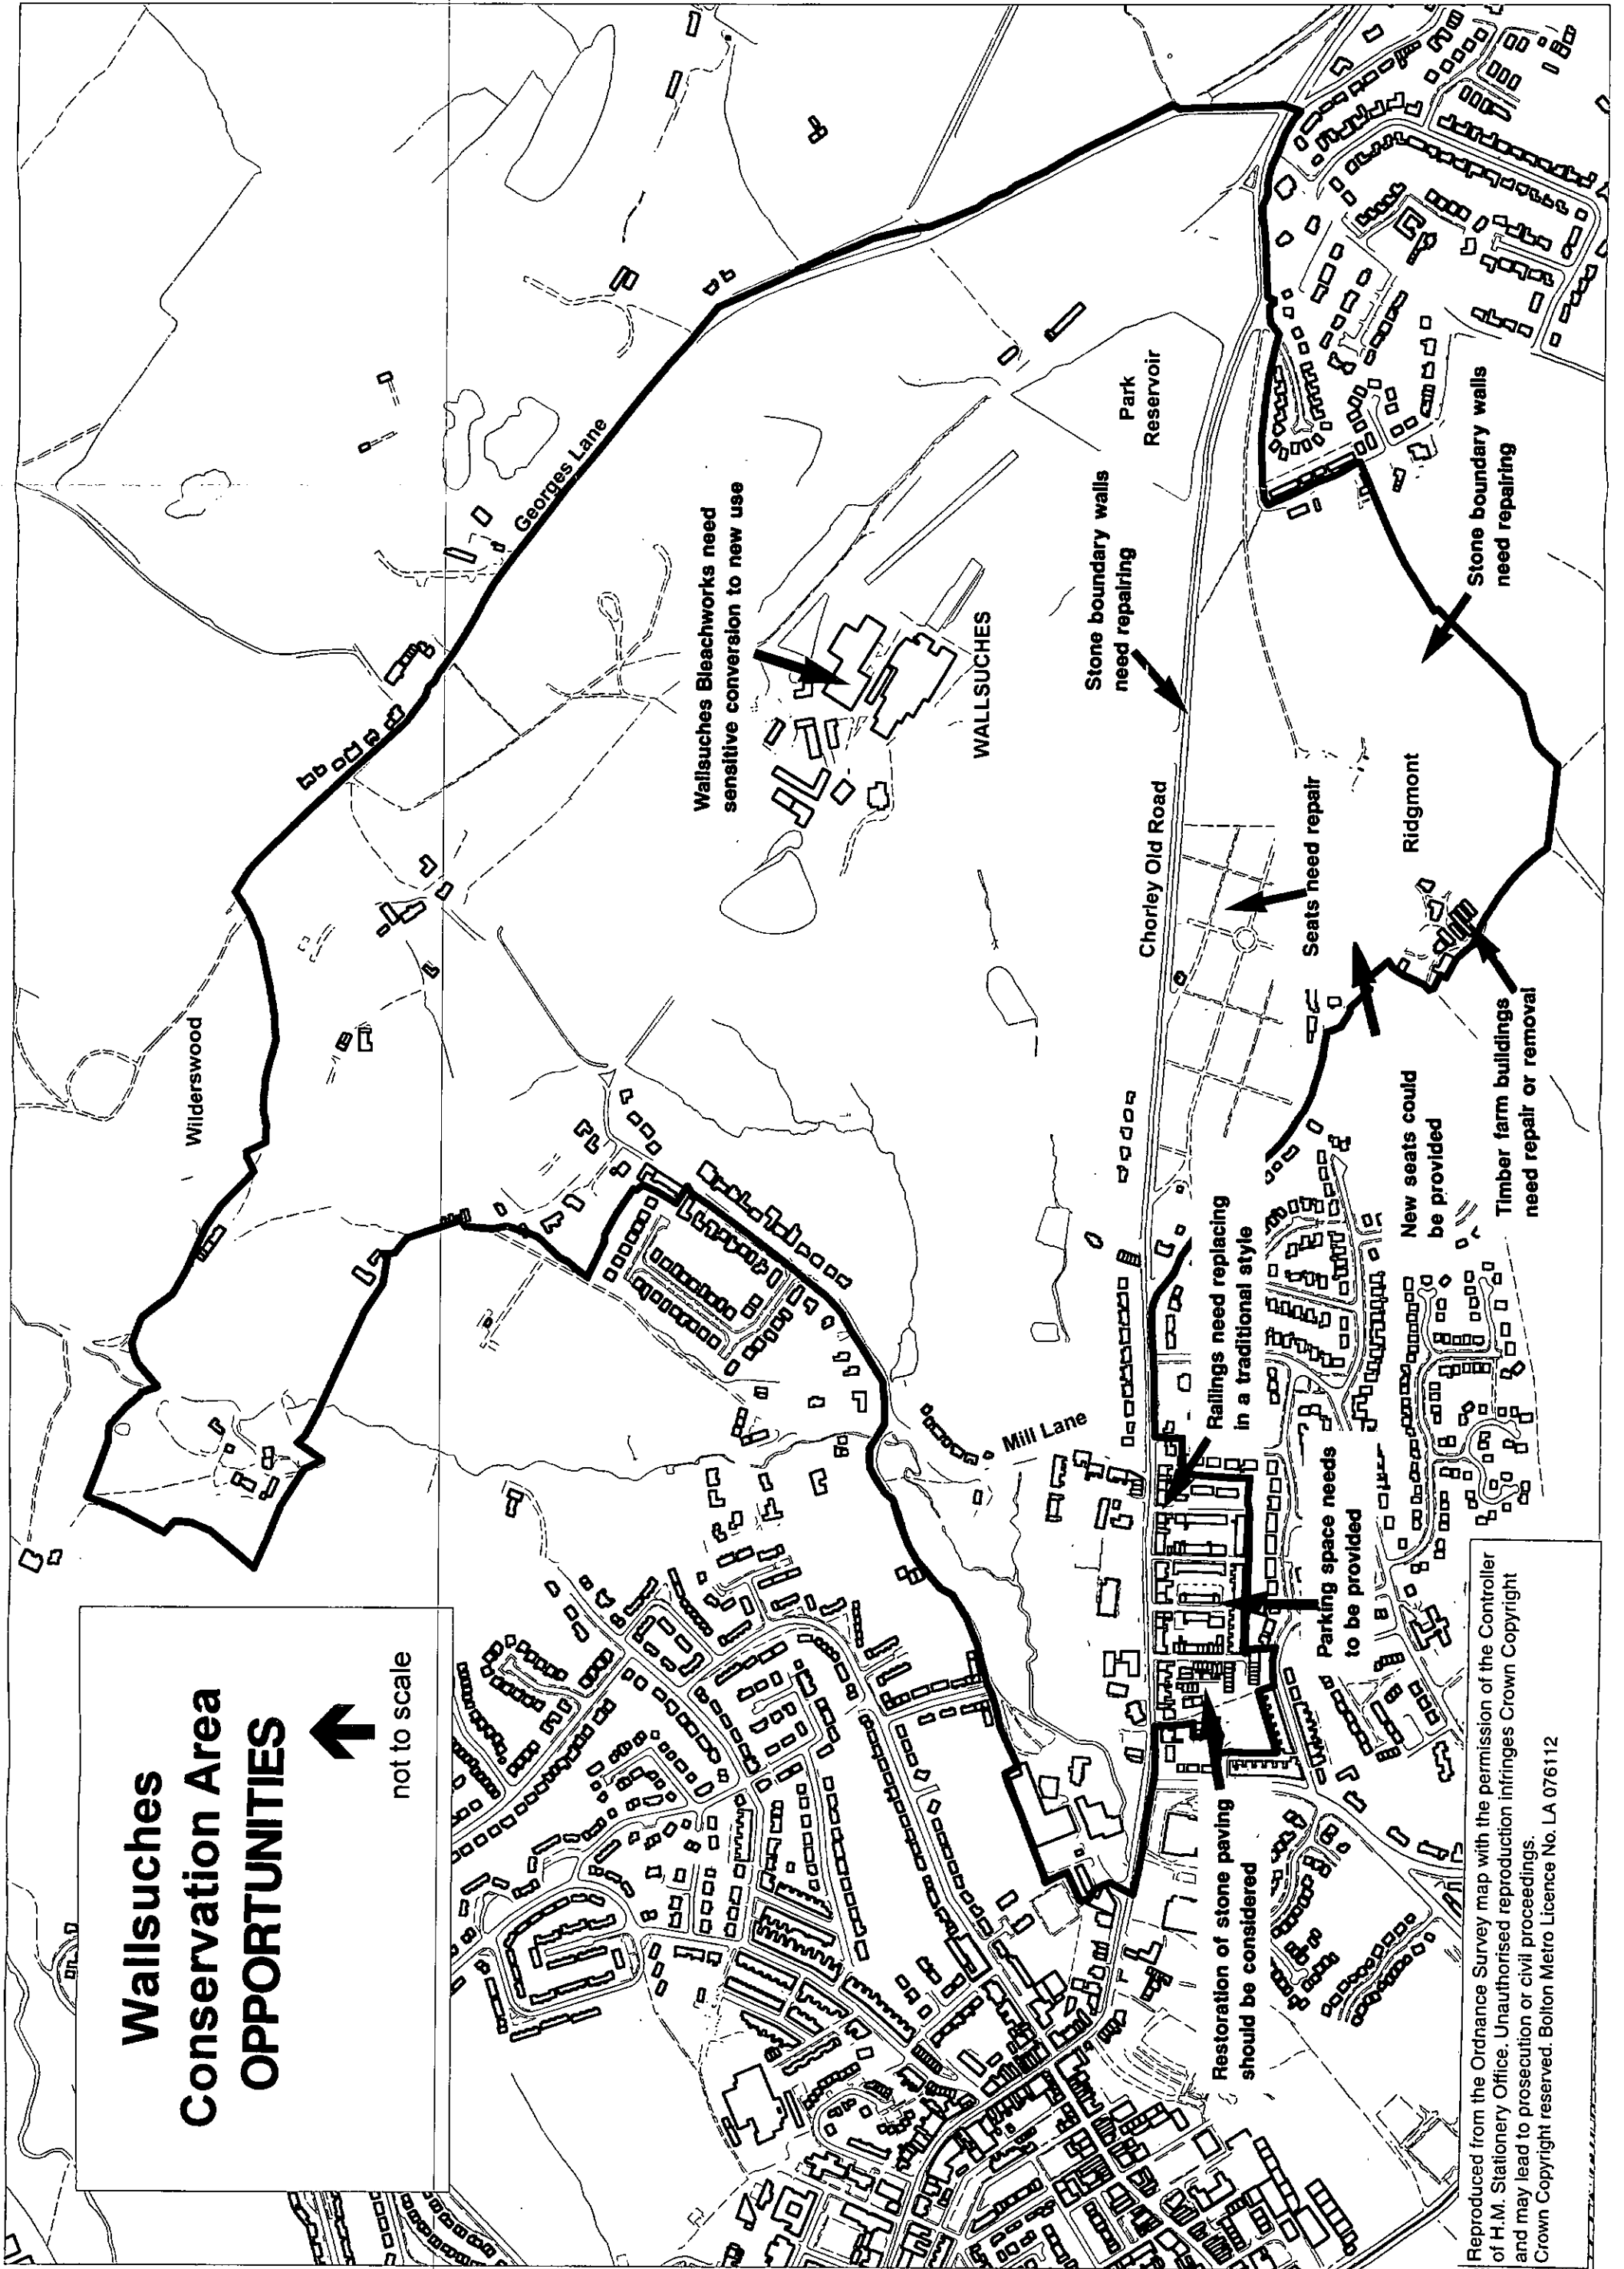 Wallsuches
Conservation Area
OPPORTUNITIES
not to scale
Wilderswood
Georges Lane
Wallsuches Bleachworks need
sensitive conversion to new use
WALLSUCHES
Park
Reservoir
Stone boundary walls
need repairing
Chorley Old Road
Mill Lane
Seats need repair
Ridgmont
Stone boundary walls
need repairing
Railings need replacing
in a traditional style
New seats could
be provided
Timber farm buildings
need repair or removal
Parking space needs
to be provided
Restoration of stone paving
should be considered
Reproduced from the Ordnance Survey map with the permission of the Controller
of H.M. Stationery Office. Unauthorised reproduction infringes Crown Copyright
and may lead to prosecution or civil proceedings.
Crown Copyright reserved. Bolton Metro Licence No. LA 076112